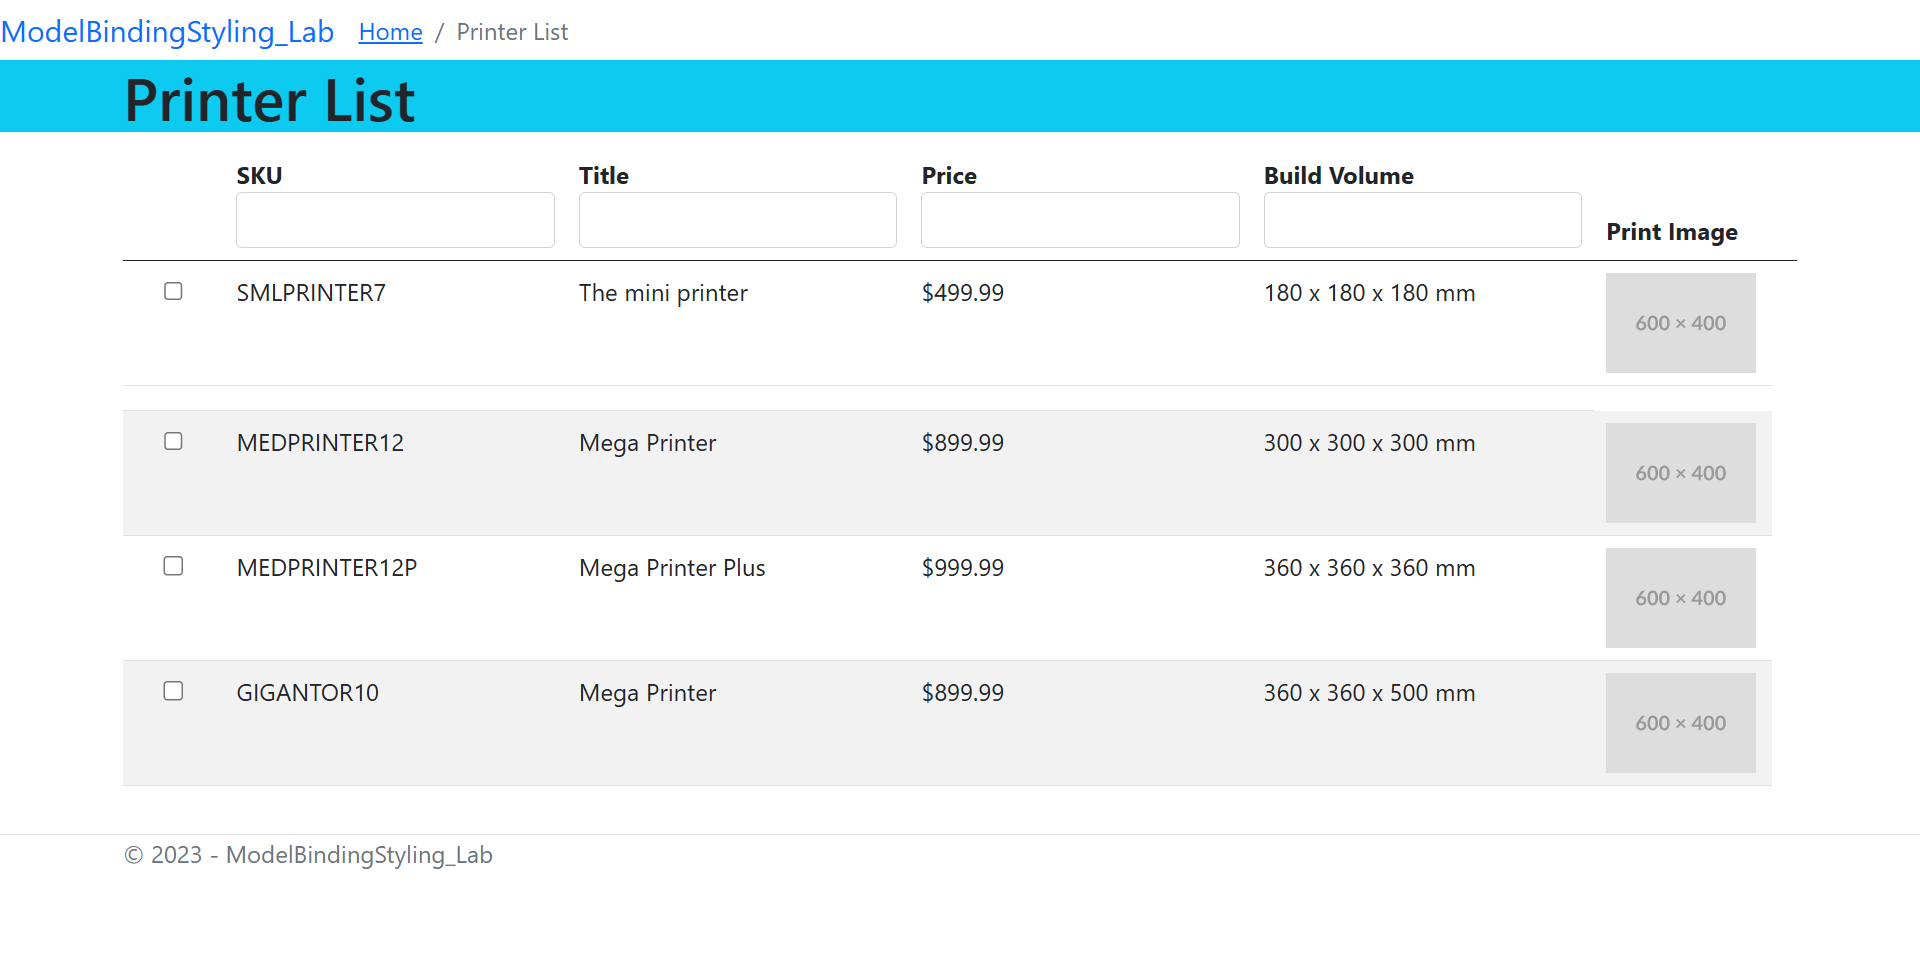 ModelBindingStyling_Lab Home / Printer List
Printer List
SKU Title Price Build Volume Print Image
SMLPRINTER7 The mini printer $499.99 180 x 180 x 180 mm 600 × 400
MEDPRINTER12 Mega Printer $899.99 300 x 300 x 300 mm 600 × 400
MEDPRINTER12P Mega Printer Plus $999.99 360 x 360 x 360 mm 600 × 400
GIGANTOR10 Mega Printer $899.99 360 x 360 x 500 mm 600 × 400
© 2023 - ModelBindingStyling_Lab